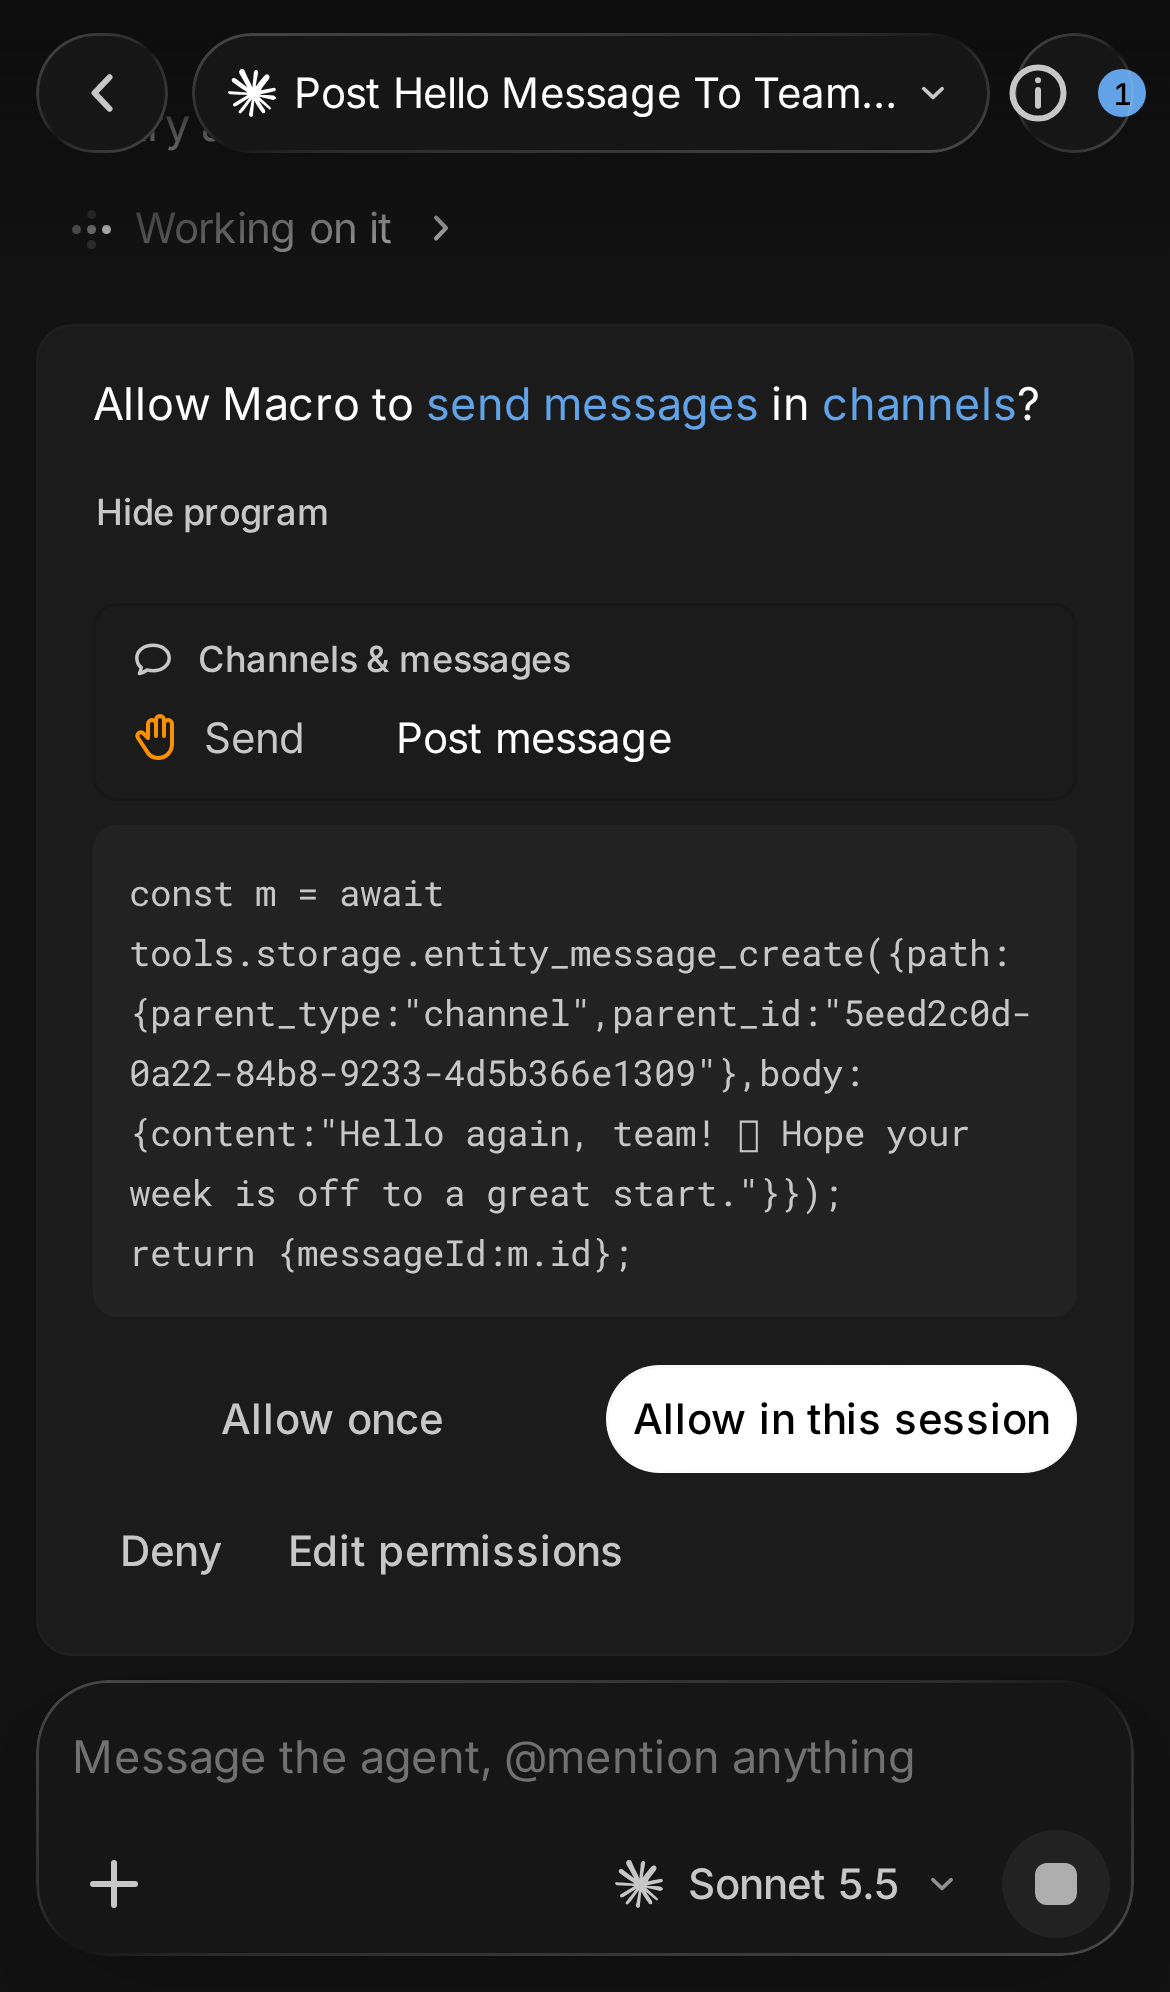 Post Hello Message To Team...
1
Working on it
Allow Macro to send messages in channels?
Hide program
Channels & messages
Send Post message
const m = await
tools.storage.entity_message_create({path:
{parent_type:"channel",parent_id:"5eed2c0d-
0a22-84b8-9233-4d5b366e1309"},body:
{content:"Hello again, team! ▯ Hope your
week is off to a great start."}});
return {messageId:m.id};
Allow once Allow in this session
Deny Edit permissions
Message the agent, @mention anything
Sonnet 5.5